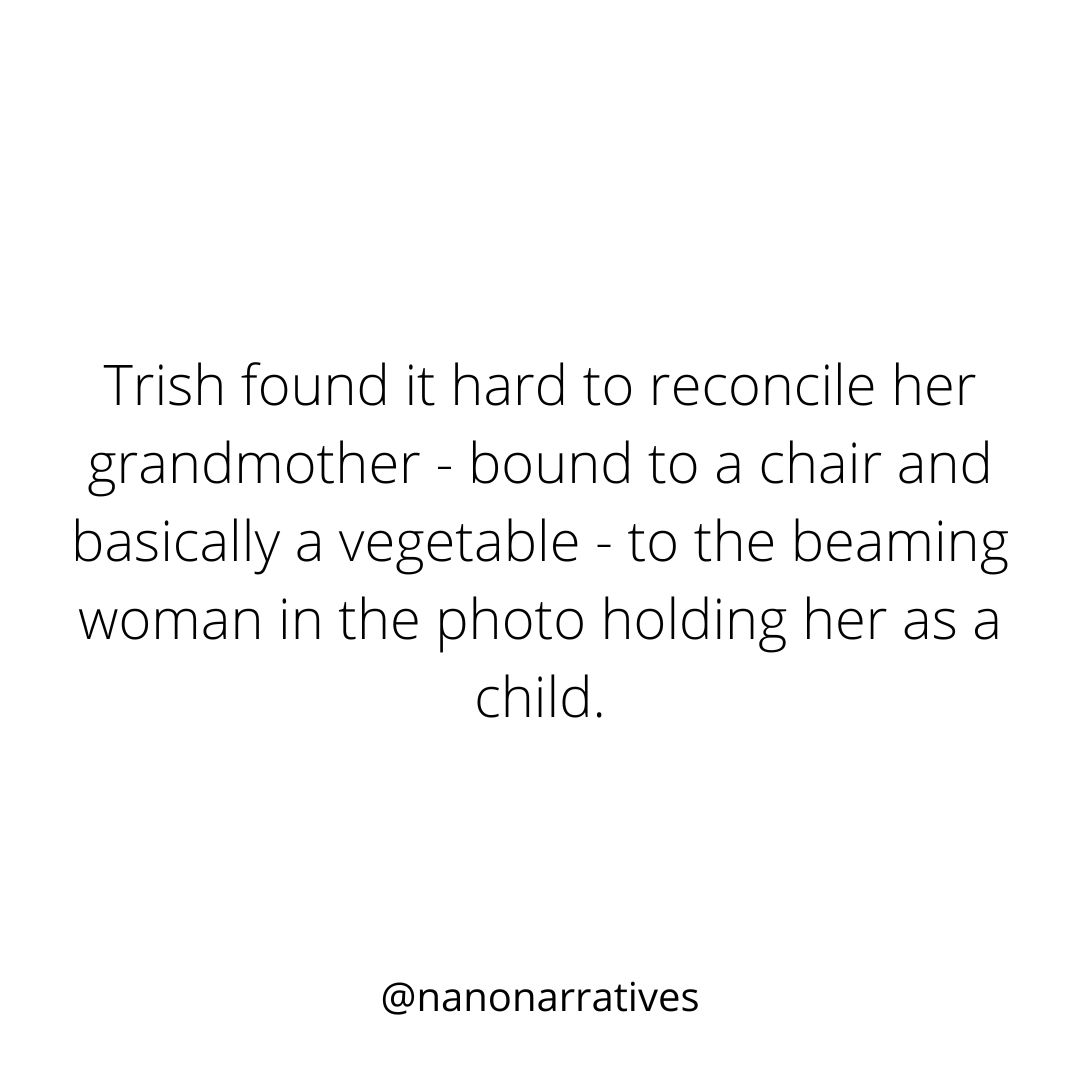 Trish found it hard to reconcile her
grandmother - bound to a chair and
basically a vegetable - to the beaming
woman in the photo holding her as a
child.
@nanonarratives